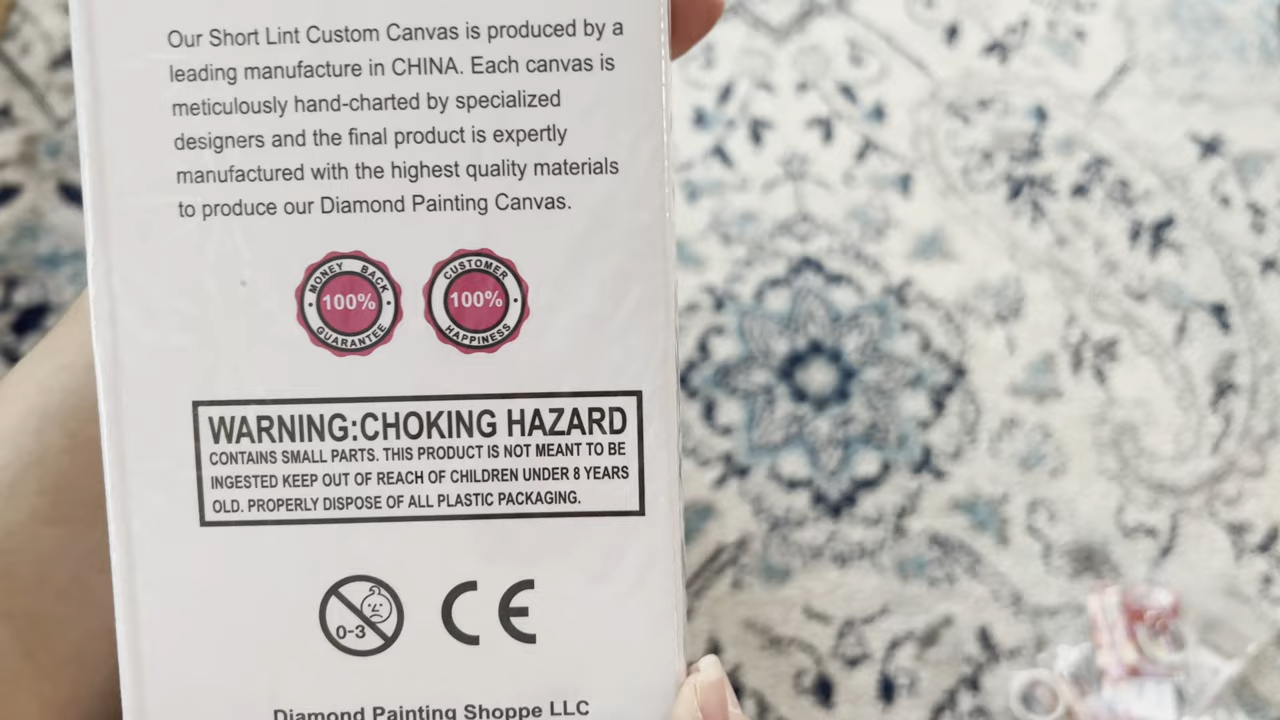 Our Short Lint Custom Canvas is produced by a
leading manufacture in CHINA. Each canvas is
meticulously hand-charted by specialized
designers and the final product is expertly
manufactured with the highest quality materials
to produce our Diamond Painting Canvas.
MONEY BACK
100%
GUARANTEE
CUSTOMER
100%
HAPPINESS
WARNING:CHOKING HAZARD
CONTAINS SMALL PARTS. THIS PRODUCT IS NOT MEANT TO BE
INGESTED KEEP OUT OF REACH OF CHILDREN UNDER 8 YEARS
OLD. PROPERLY DISPOSE OF ALL PLASTIC PACKAGING.
0-3
CE
Diamond Painting Shoppe LLC